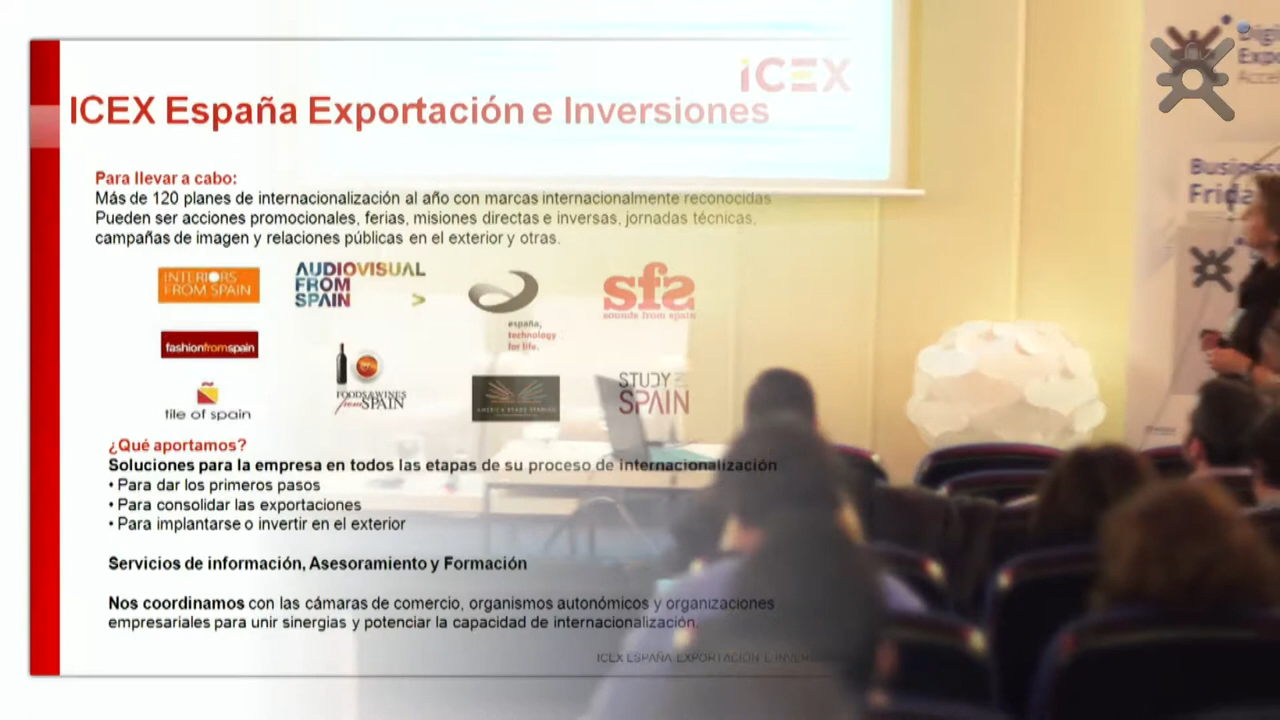 ICEX
ICEX España Exportación e Inversiones
Para llevar a cabo:
Más de 120 planes de internacionalización al año con marcas internacionalmente reconocidas
Pueden ser acciones promocionales, ferias, misiones directas e inversas, jornadas técnicas,
campañas de imagen y relaciones públicas en el exterior y otras.
INTERIORS
FROM SPAIN
AUDIOVISUAL
FROM
SPAIN
>
españa,
technology
for life.
sfs
sounds from spain
fashionfromspain
FOODS&WINES
from SPAIN
tile of spain
AMERICA READS SPANISH
STUDY
SPAIN
¿Qué aportamos?
Soluciones para la empresa en todos las etapas de su proceso de internacionalización
• Para dar los primeros pasos
• Para consolidar las exportaciones
• Para implantarse o invertir en el exterior
Servicios de información, Asesoramiento y Formación
Nos coordinamos con las cámaras de comercio, organismos autonómicos y organizaciones
empresariales para unir sinergias y potenciar la capacidad de internacionalización.
ICEX ESPAÑA EXPORTACIÓN E INVER